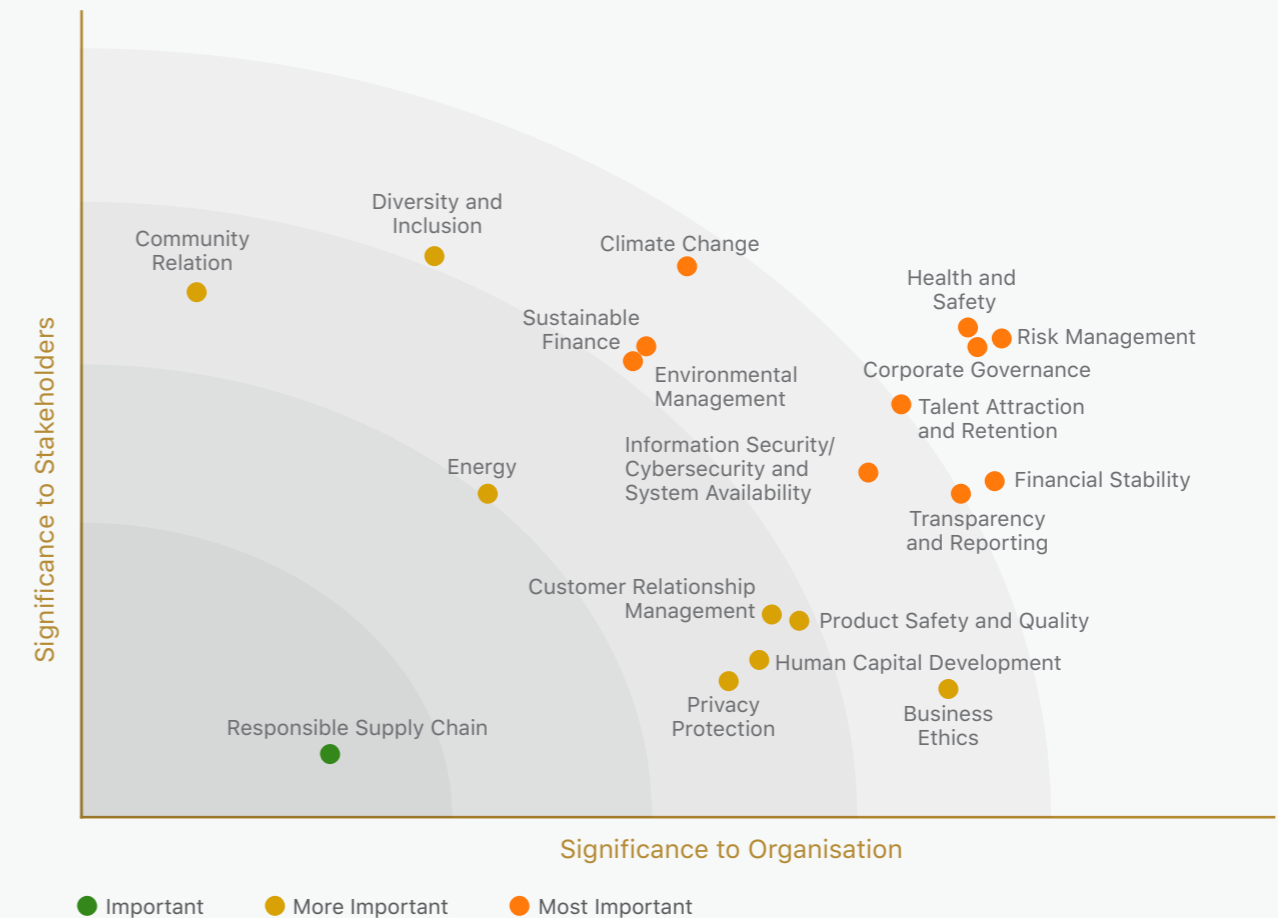 Diversity and
Inclusion
Community
Relation
Climate Change
Health and
Safety
Sustainable
Finance
Risk Management
Environmental
Management
Corporate Governance
Talent Attraction
and Retention
Information Security/
Cybersecurity and
System Availability
Energy
Financial Stability
Transparency
and Reporting
Customer Relationship
Management
Product Safety and Quality
Human Capital Development
Privacy
Protection
Business
Ethics
Responsible Supply Chain
Significance to Stakeholders
Significance to Organisation
Important
More Important
Most Important